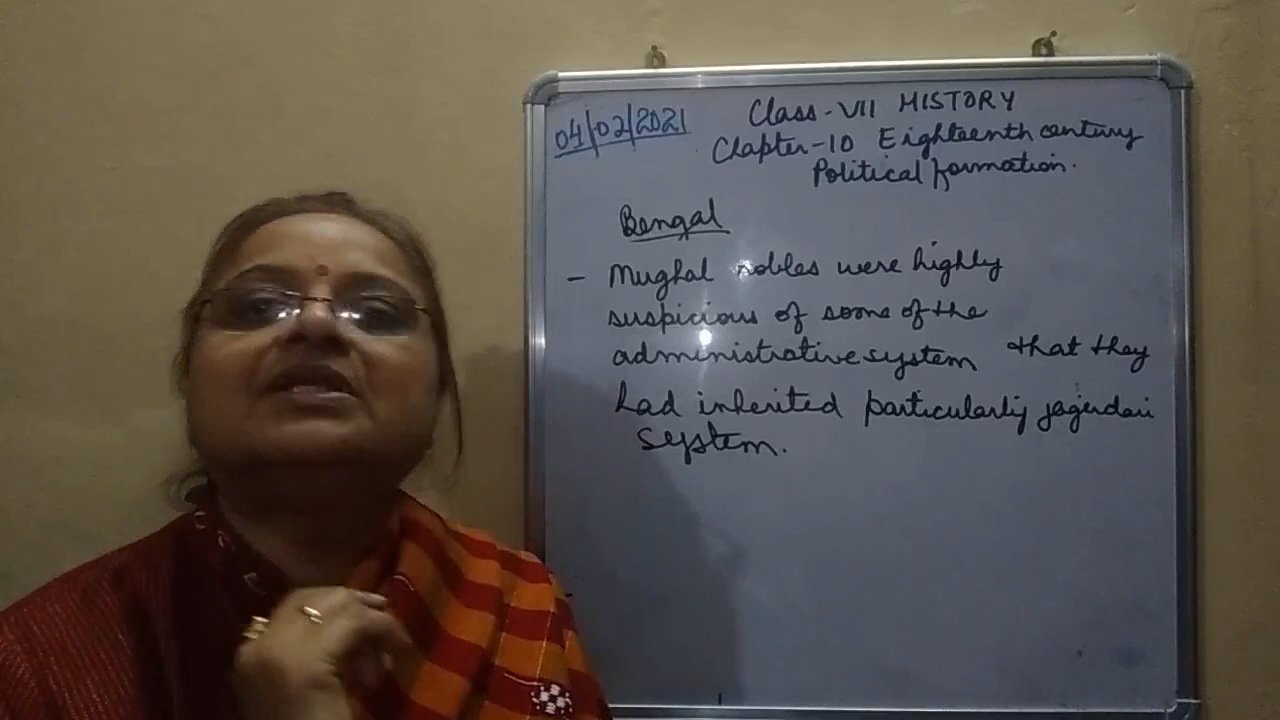 04/02/2021
Class-VII HISTORY
Chapter-10 Eighteenth century
Political formation.
Bengal
- Mughal nobles were highly
suspicious of some of the
administrative system that they
had inherited particularly jagerdari
system.